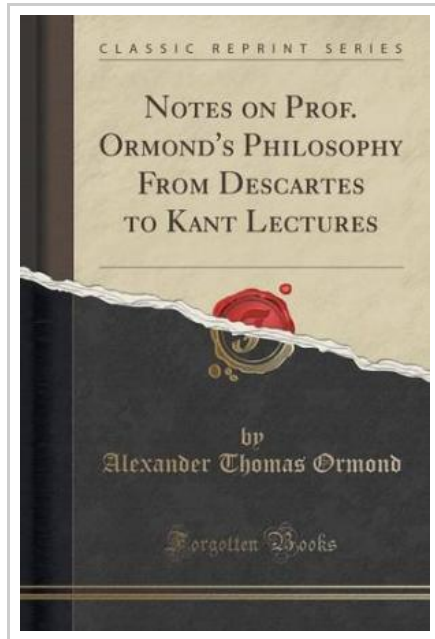 CLASSIC REPRINT SERIES
NOTES ON PROF.
ORMOND'S PHILOSOPHY
FROM DESCARTES
TO KANT LECTURES
by
Alexander Thomas Ormond
Forgotten Books